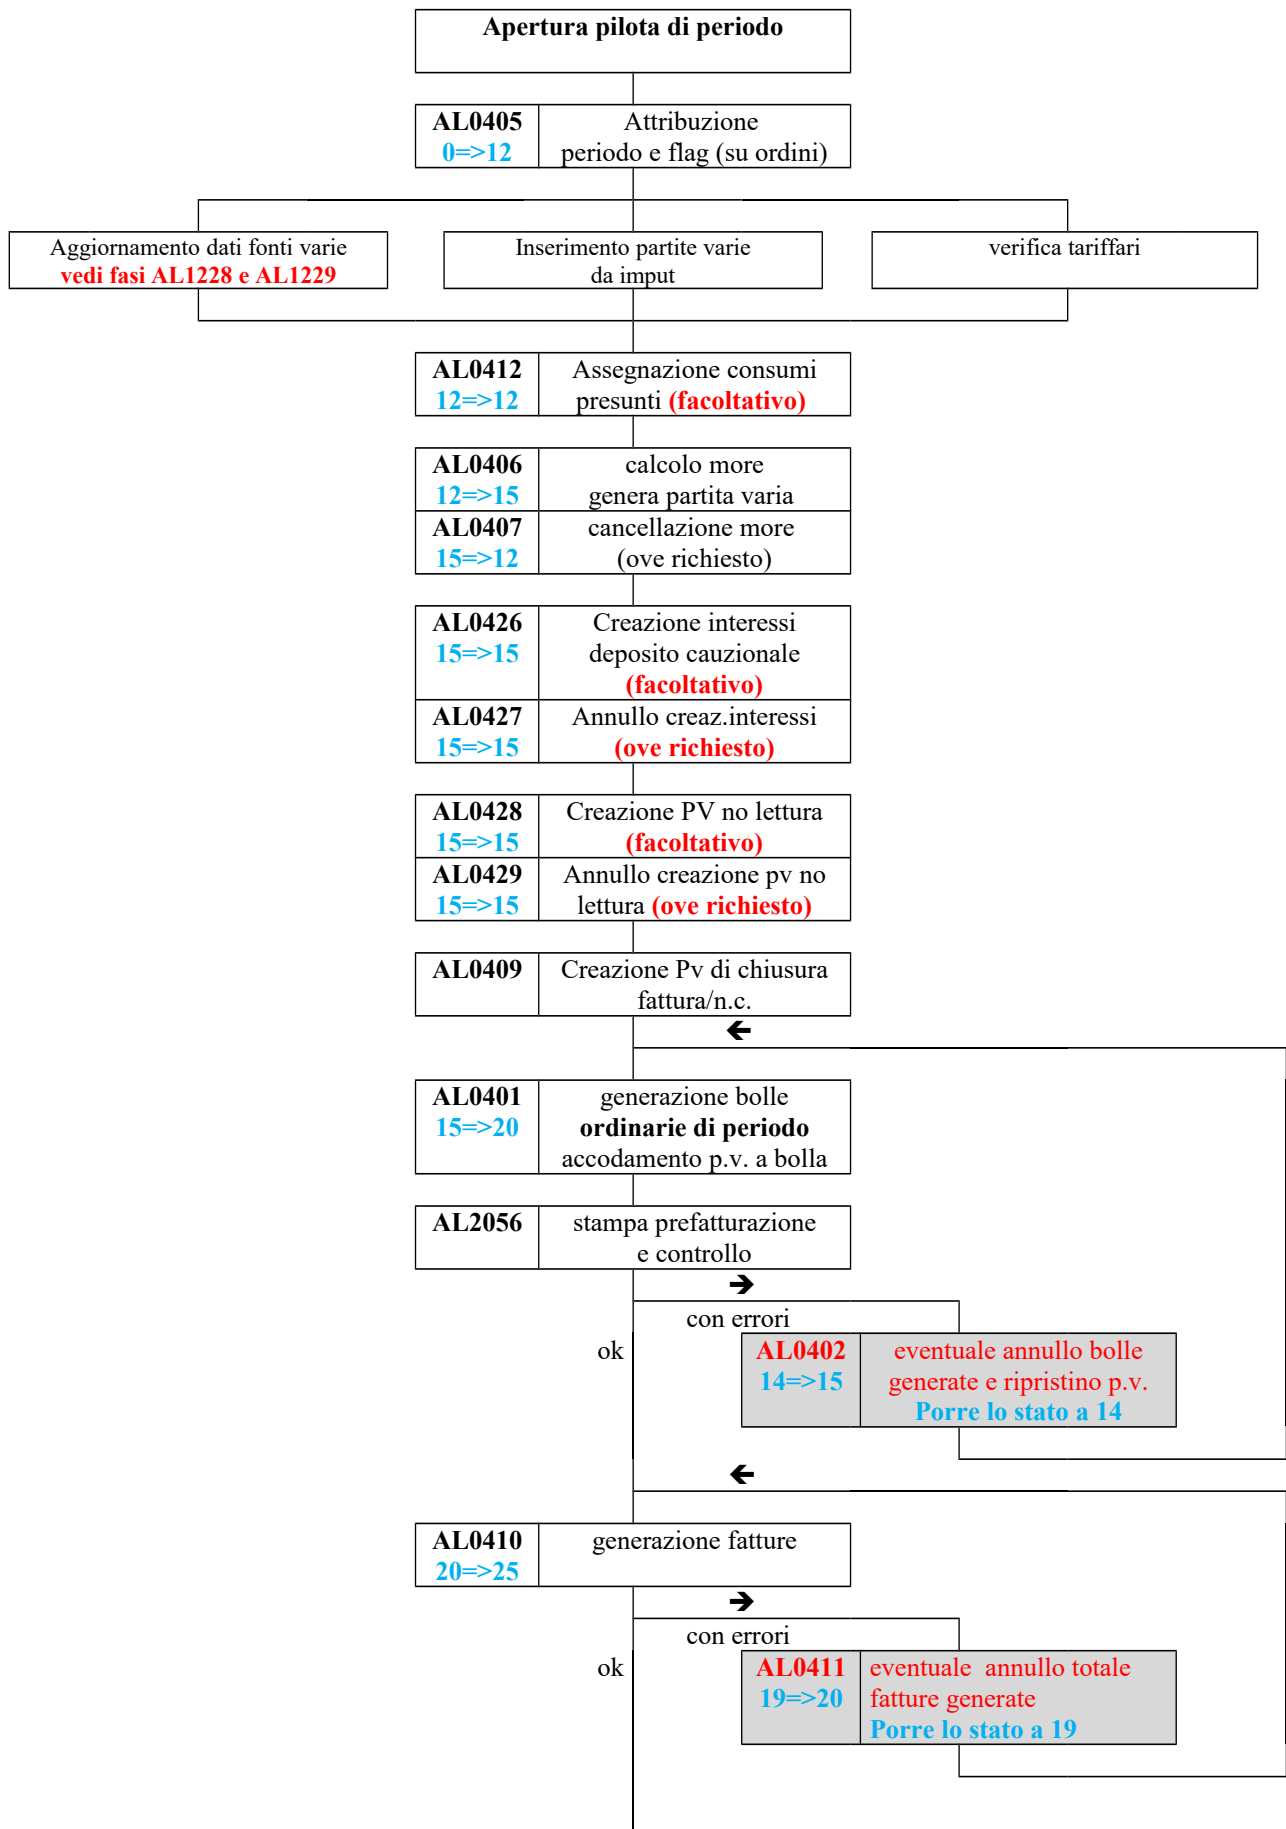 Apertura pilota di periodo
AL0405
0=>12
Attribuzione
periodo e flag (su ordini)
Aggiornamento dati fonti varie
vedi fasi AL1228 e AL1229
Inserimento partite varie
da imput
verifica tariffari
AL0412
12=>12
Assegnazione consumi
presunti (facoltativo)
AL0406
12=>15
calcolo more
genera partita varia
AL0407
15=>12
cancellazione more
(ove richiesto)
AL0426
15=>15
Creazione interessi
deposito cauzionale
(facoltativo)
AL0427
15=>15
Annullo creaz.interessi
(ove richiesto)
AL0428
15=>15
Creazione PV no lettura
(facoltativo)
AL0429
15=>15
Annullo creazione pv no
lettura (ove richiesto)
AL0409
Creazione Pv di chiusura
fattura/n.c.
AL0401
15=>20
generazione bolle
ordinarie di periodo
accodamento p.v. a bolla
AL2056
stampa prefatturazione
e controllo
con errori
ok
AL0402
14=>15
eventuale annullo bolle
generate e ripristino p.v.
Porre lo stato a 14
AL0410
20=>25
generazione fatture
con errori
ok
AL0411
19=>20
eventuale  annullo totale
fatture generate
Porre lo stato a 19